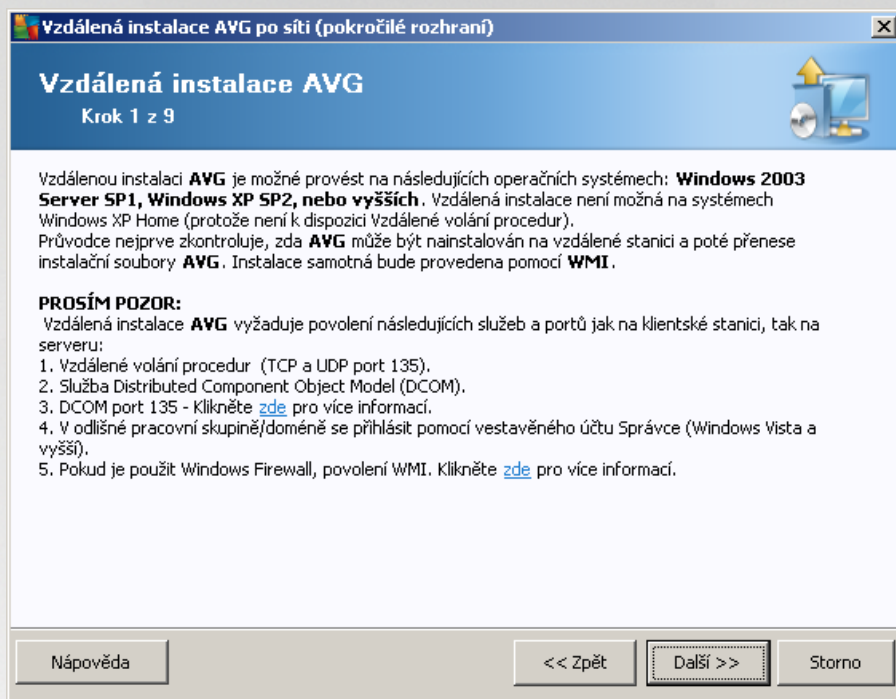 Vzdálená instalace AVG po síti (pokročilé rozhraní)
Vzdálená instalace AVG
Krok 1 z 9
Vzdálenou instalaci AVG je možné provést na následujících operačních systémech: Windows 2003
Server SP1, Windows XP SP2, nebo vyšších. Vzdálená instalace není možná na systémech
Windows XP Home (protože není k dispozici Vzdálené volání procedur).
Průvodce nejprve zkontroluje, zda AVG může být nainstalován na vzdálené stanici a poté přenese
instalační soubory AVG. Instalace samotná bude provedena pomocí WMI.
PROSÍM POZOR:
Vzdálená instalace AVG vyžaduje povolení následujících služeb a portů jak na klientské stanici, tak na
serveru:
1. Vzdálené volání procedur (TCP a UDP port 135).
2. Služba Distributed Component Object Model (DCOM).
3. DCOM port 135 - Klikněte zde pro více informací.
4. V odlišné pracovní skupině/doméně se přihlásit pomocí vestavěného účtu Správce (Windows Vista a
vyšší).
5. Pokud je použit Windows Firewall, povolení WMI. Klikněte zde pro více informací.
Nápověda
<< Zpět
Další >>
Storno